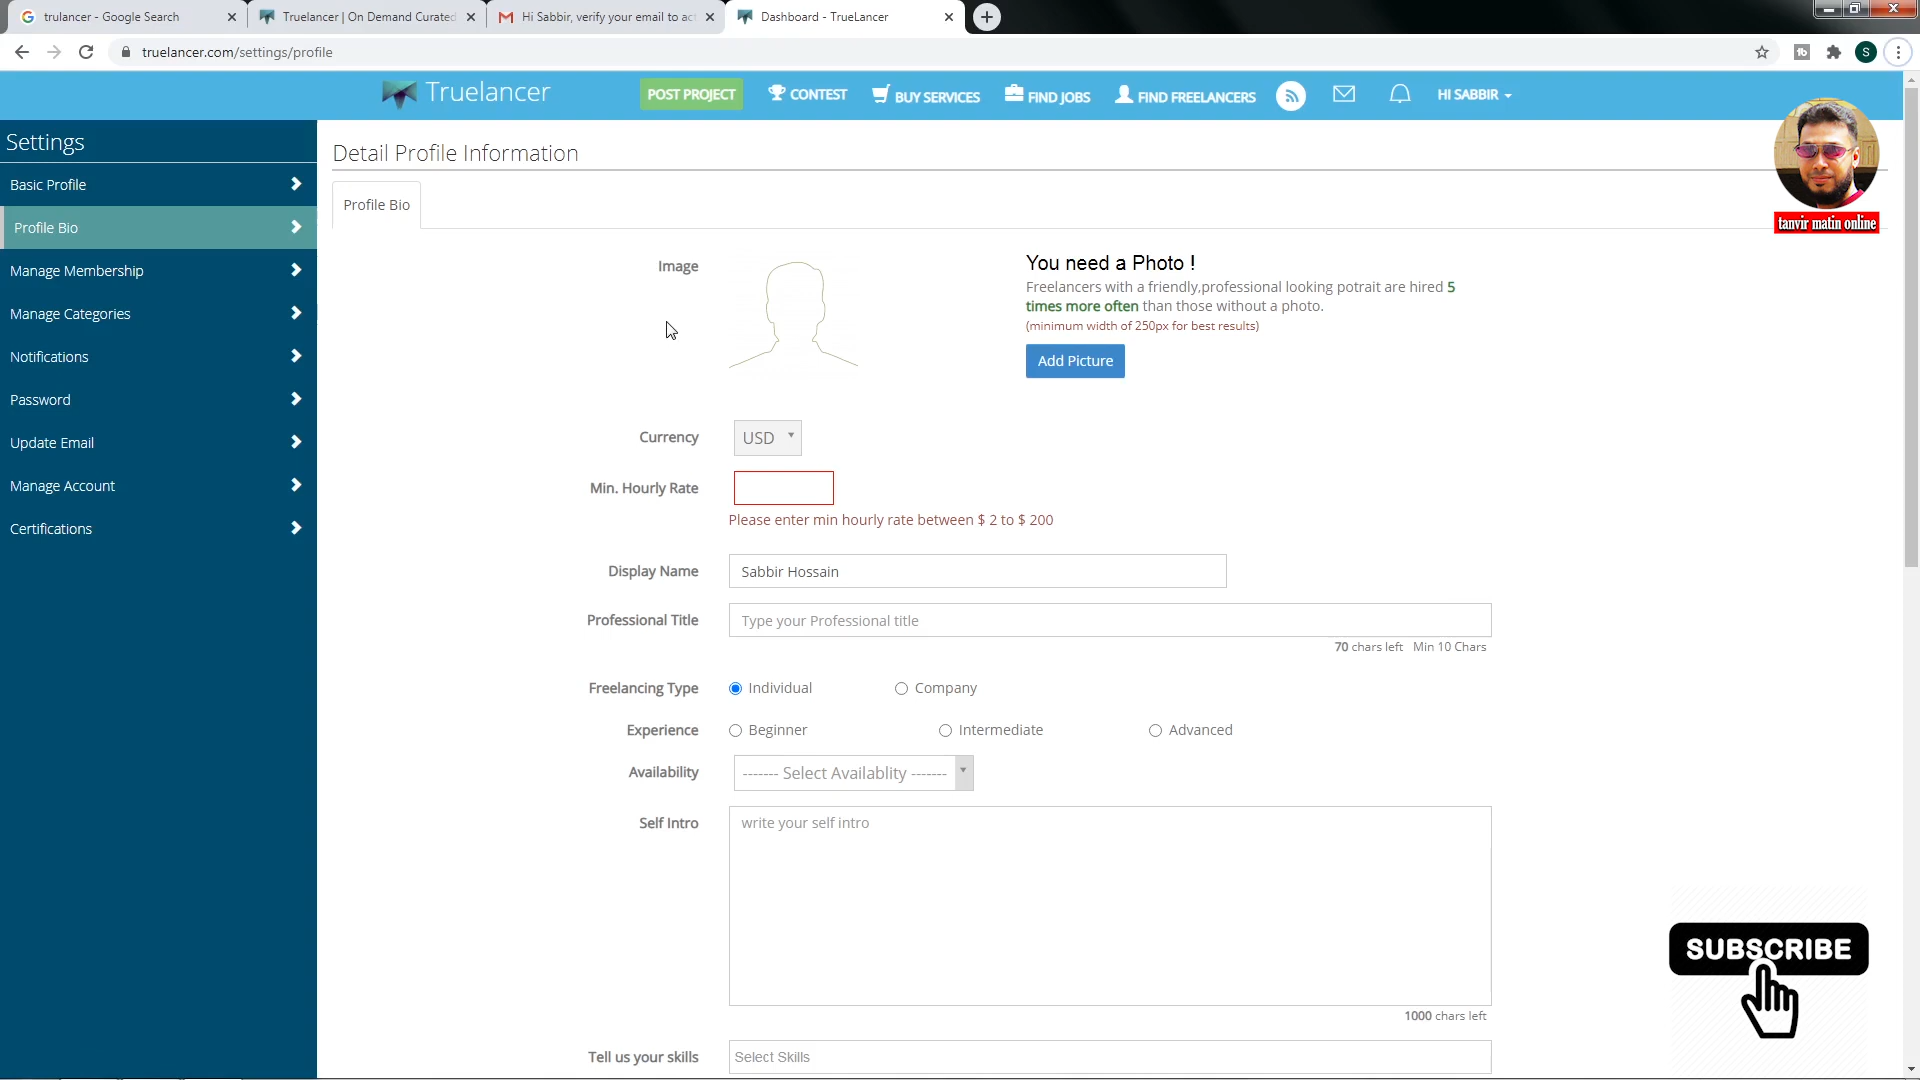 trulancer - Google Search
Truelancer | On Demand Curated
Hi Sabbir, verify your email to ac
Dashboard - TrueLancer
truelancer.com/settings/profile
S
Truelancer
POST PROJECT
CONTEST
BUY SERVICES
FIND JOBS
FIND FREELANCERS
HI SABBIR
Settings
Basic Profile
Profile Bio
Manage Membership
Manage Categories
Notifications
Password
Update Email
Manage Account
Certifications
Detail Profile Information
tanvir matin online
Profile Bio
Image
You need a Photo !
Freelancers with a friendly,professional looking potrait are hired 5
times more often than those without a photo.
(minimum width of 250px for best results)
Add Picture
Currency
USD
Min. Hourly Rate
Please enter min hourly rate between $ 2 to $ 200
Display Name
Sabbir Hossain
Professional Title
Type your Professional title
70 chars left Min 10 Chars
Freelancing Type
Individual
Company
Experience
Beginner
Intermediate
Advanced
Availability
------- Select Availablity -------
Self Intro
write your self intro
1000 chars left
SUBSCRIBE
Tell us your skills
Select Skills